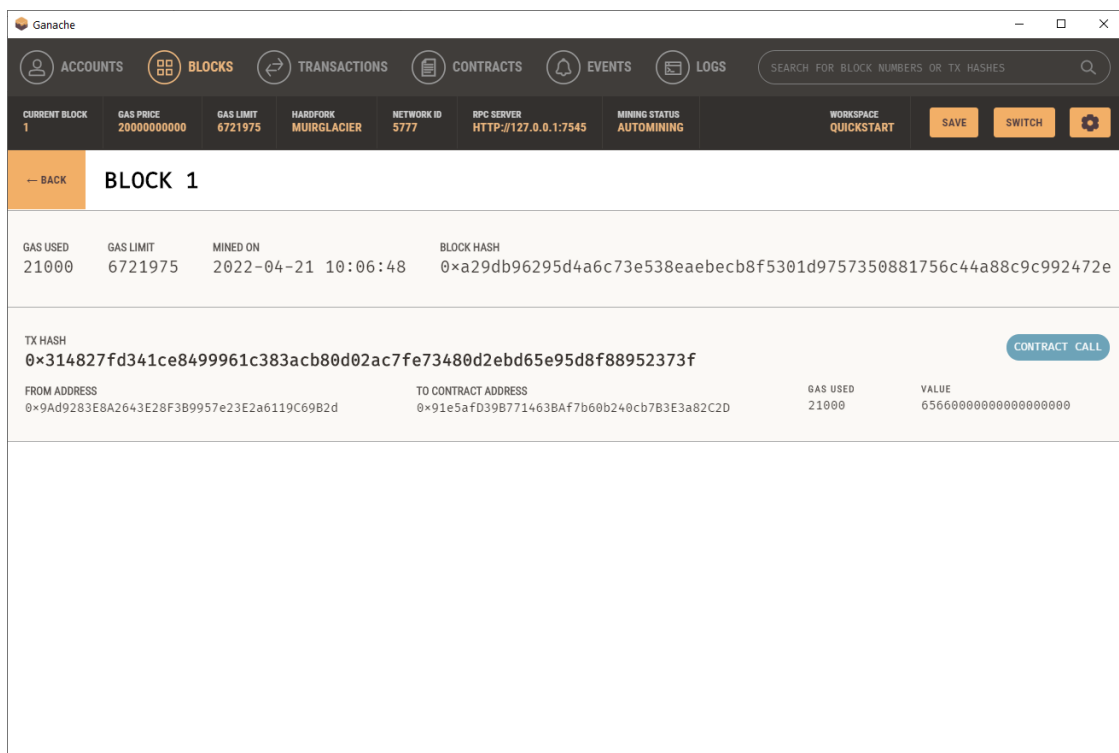 Ganache
ACCOUNTS BLOCKS TRANSACTIONS CONTRACTS EVENTS LOGS SEARCH FOR BLOCK NUMBERS OR TX HASHES
CURRENT BLOCK GAS PRICE GAS LIMIT HARDFORK NETWORK ID RPC SERVER MINING STATUS WORKSPACE
1 20000000000 6721975 MUIRGLACIER 5777 HTTP://127.0.0.1:7545 AUTOMINING QUICKSTART SAVE SWITCH
← BACK BLOCK 1
GAS USED GAS LIMIT MINED ON BLOCK HASH
21000 6721975 2022-04-21 10:06:48 0×a29db96295d4a6c73e538eaebecb8f5301d9757350881756c44a88c9c992472e
TX HASH
0×314827fd341ce8499961c383acb80d02ac7fe73480d2ebd65e95d8f88952373f CONTRACT CALL
FROM ADDRESS TO CONTRACT ADDRESS GAS USED VALUE
0×9Ad9283E8A2643E28F3B9957e23E2a6119C69B2d 0×91e5afD39B771463BAf7b60b240cb7B3E3a82C2D 21000 65660000000000000000